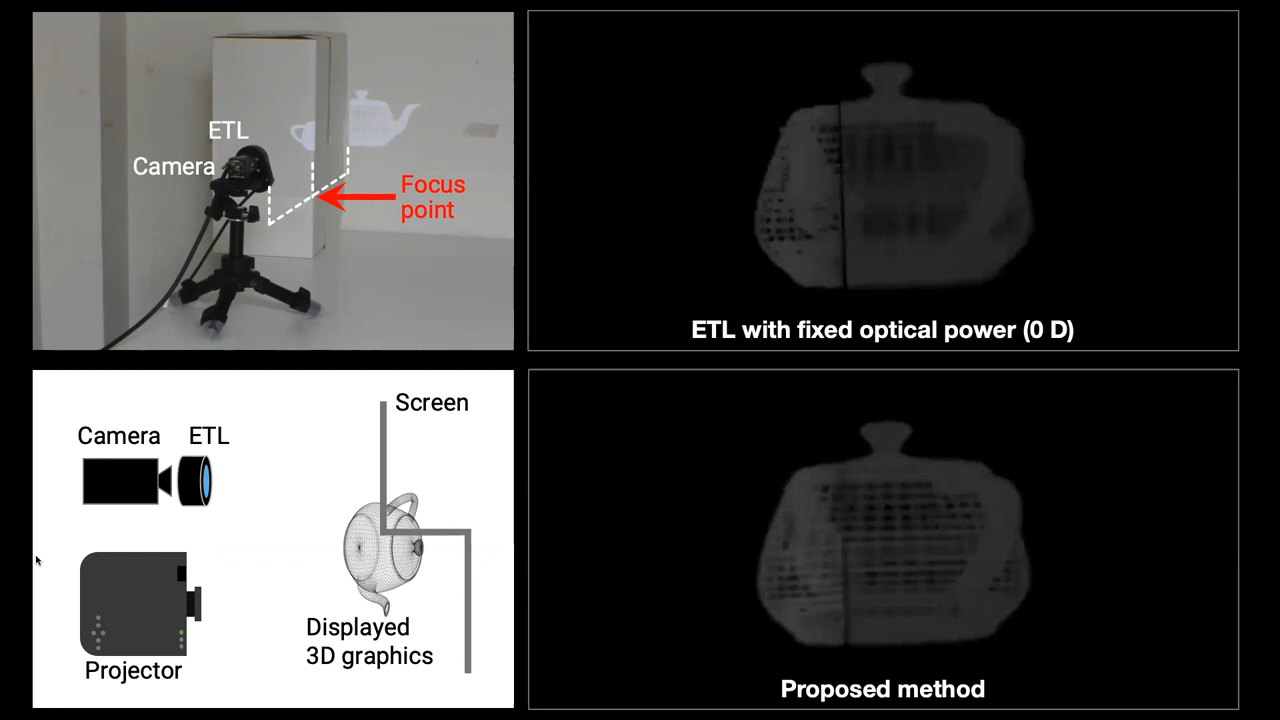 ETL
Camera
Focus
point
ETL with fixed optical power (0 D)
Camera
ETL
Screen
Displayed
3D graphics
Projector
Proposed method